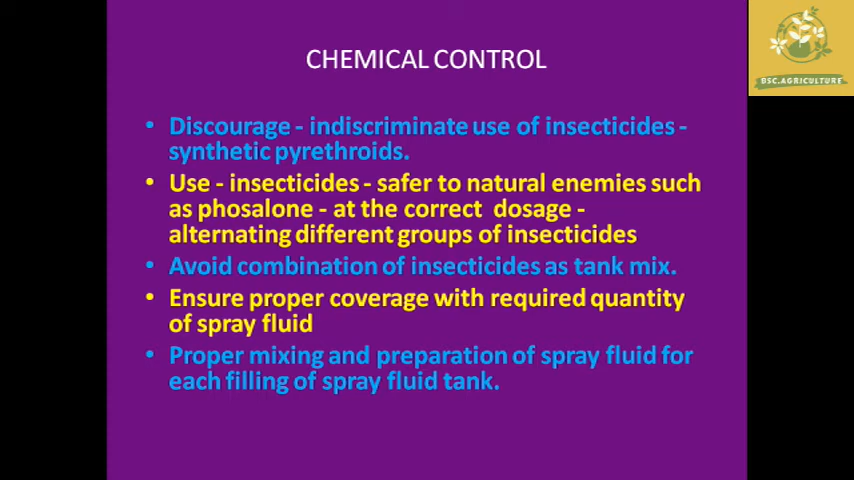 CHEMICAL CONTROL
BSC.AGRICULTURE
• Discourage - indiscriminate use of insecticides -
synthetic pyrethroids.
• Use - insecticides - safer to natural enemies such
as phosalone - at the correct dosage -
alternating different groups of insecticides
• Avoid combination of insecticides as tank mix.
• Ensure proper coverage with required quantity
of spray fluid
• Proper mixing and preparation of spray fluid for
each filling of spray fluid tank.